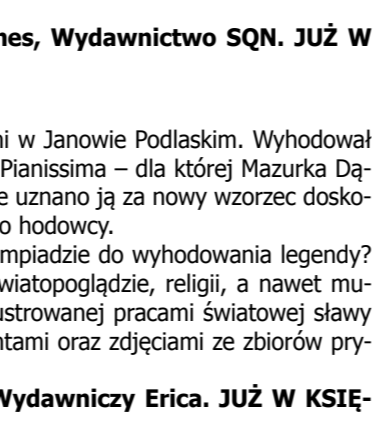 nes, Wydawnictwo SQN. JUŻ W
ni w Janowie Podlaskim. Wyhodował
Pianissima – dla której Mazurka Dą-
e uznano ją za nowy wzorzec dosko-
o hodowcy.
mpiadzie do wyhodowania legendy?
wiatopoglądzie, religii, a nawet mu-
ustrowanej pracami światowej sławy
ntami oraz zdjęciami ze zbiorów pry-
Wydawniczy Erica. JUŻ W KSIĘ-